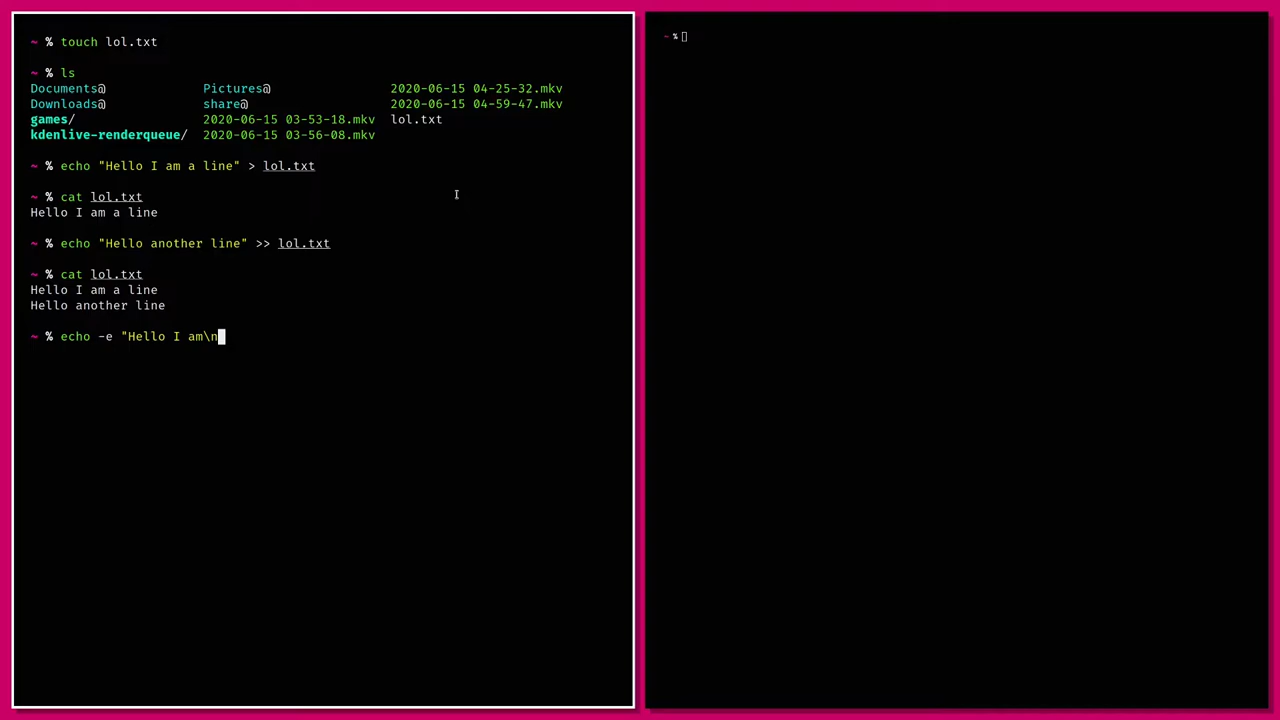 ~ % touch lol.txt
~ % ls
Documents@ Pictures@ 2020-06-15 04-25-32.mkv
Downloads@ share@ 2020-06-15 04-59-47.mkv
games/ 2020-06-15 03-53-18.mkv lol.txt
kdenlive-renderqueue/ 2020-06-15 03-56-08.mkv
~ % echo "Hello I am a line" > lol.txt
~ % cat lol.txt
Hello I am a line
~ % echo "Hello another line" >> lol.txt
~ % cat lol.txt
Hello I am a line
Hello another line
~ % echo -e "Hello I am\n
~ %